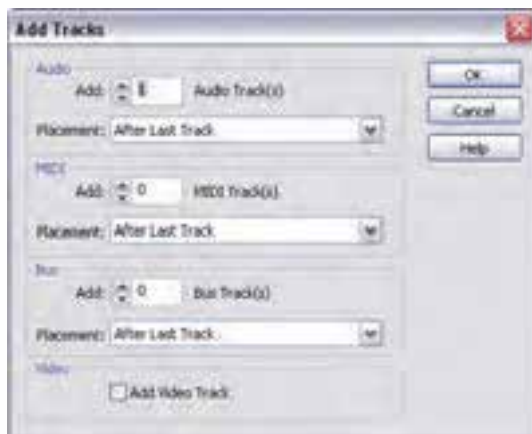 Add Tracks
Audio
Add: Audio Track(s)
Placement: After Last Track
MIDI
Add: 0 MIDI Track(s)
Placement: After Last Track
Bus
Add: 0 Bus Track(s)
Placement: After Last Track
Video
Add Video Track
OK
Cancel
Help